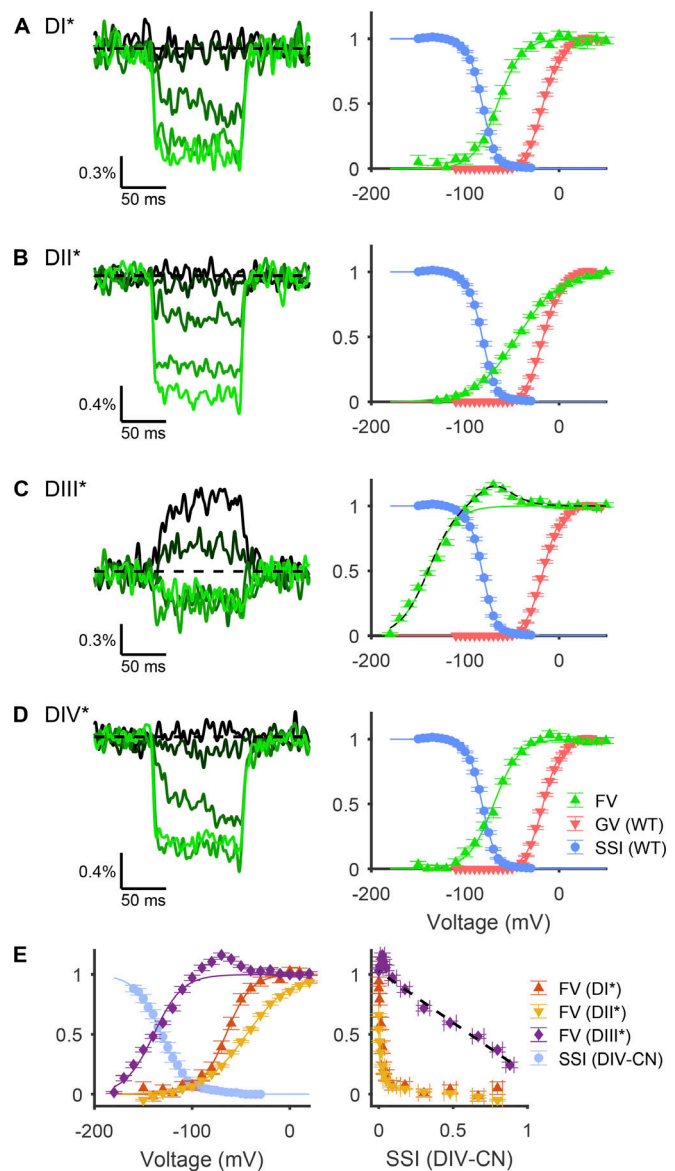 A DI*
0.3%
50 ms
1
0.5
0
-200 -100 0
B DII*
0.4%
50 ms
1
0.5
0
-200 -100 0
C DIII*
0.3%
50 ms
1
0.5
0
-200 -100 0
D DIV*
0.4%
50 ms
1
0.5
0
FV
GV (WT)
SSI (WT)
-200 -100 0
Voltage (mV)
E
1
0.5
0
-200 -100 0
Voltage (mV)
1
0.5
0
0 0.5 1
SSI (DIV-CN)
FV (DI*)
FV (DII*)
FV (DIII*)
SSI (DIV-CN)